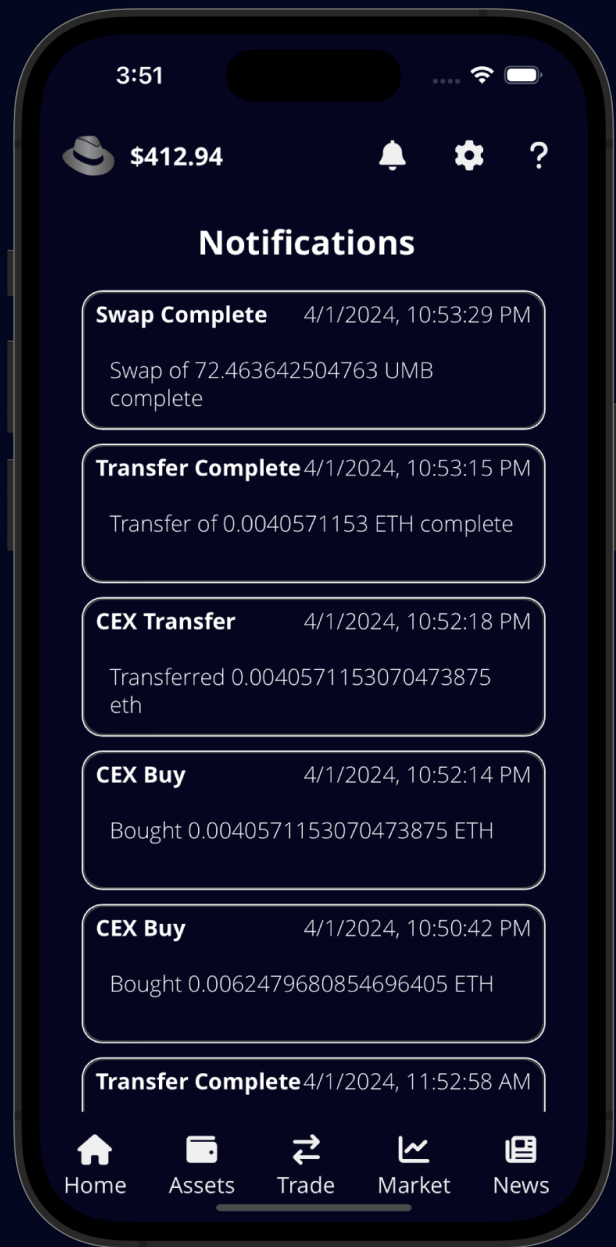 3:51
$412.94 ?
Notifications
Swap Complete 4/1/2024, 10:53:29 PM
Swap of 72.463642504763 UMB
complete
Transfer Complete 4/1/2024, 10:53:15 PM
Transfer of 0.0040571153 ETH complete
CEX Transfer 4/1/2024, 10:52:18 PM
Transferred 0.0040571153070473875
eth
CEX Buy 4/1/2024, 10:52:14 PM
Bought 0.0040571153070473875 ETH
CEX Buy 4/1/2024, 10:50:42 PM
Bought 0.0062479680854696405 ETH
Transfer Complete 4/1/2024, 11:52:58 AM
Home Assets Trade Market News